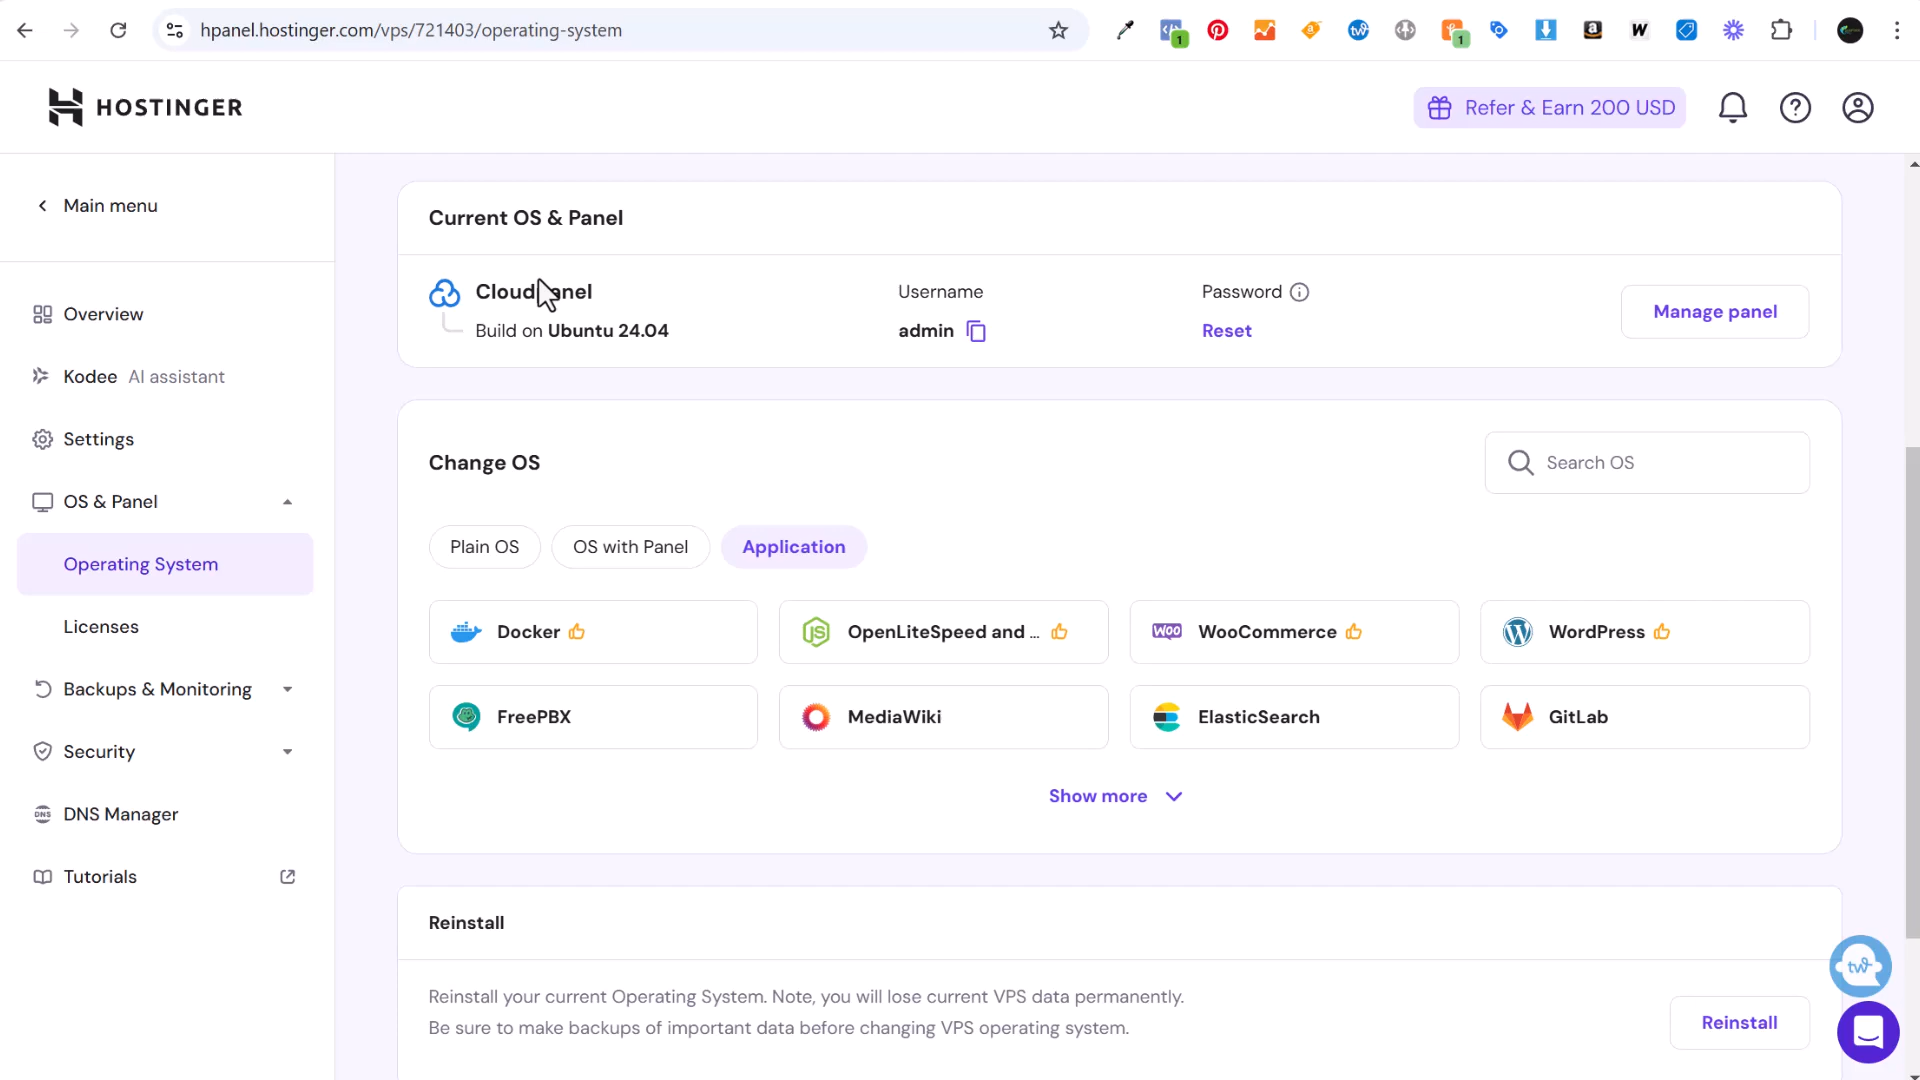 hpanel.hostinger.com/vps/721403/operating-system
1
1
HOSTINGER
Refer & Earn 200 USD
Main menu
Overview
Kodee AI assistant
Settings
OS & Panel
Operating System
Licenses
Backups & Monitoring
Security
DNS Manager
Tutorials
Current OS & Panel
CloudPanel
Build on Ubuntu 24.04
Username
admin
Password
Reset
Manage panel
Change OS
Search OS
Plain OS
OS with Panel
Application
Docker
OpenLiteSpeed and ...
WooCommerce
WordPress
FreePBX
MediaWiki
ElasticSearch
GitLab
Show more
Reinstall
Reinstall your current Operating System. Note, you will lose current VPS data permanently.
Be sure to make backups of important data before changing VPS operating system.
Reinstall